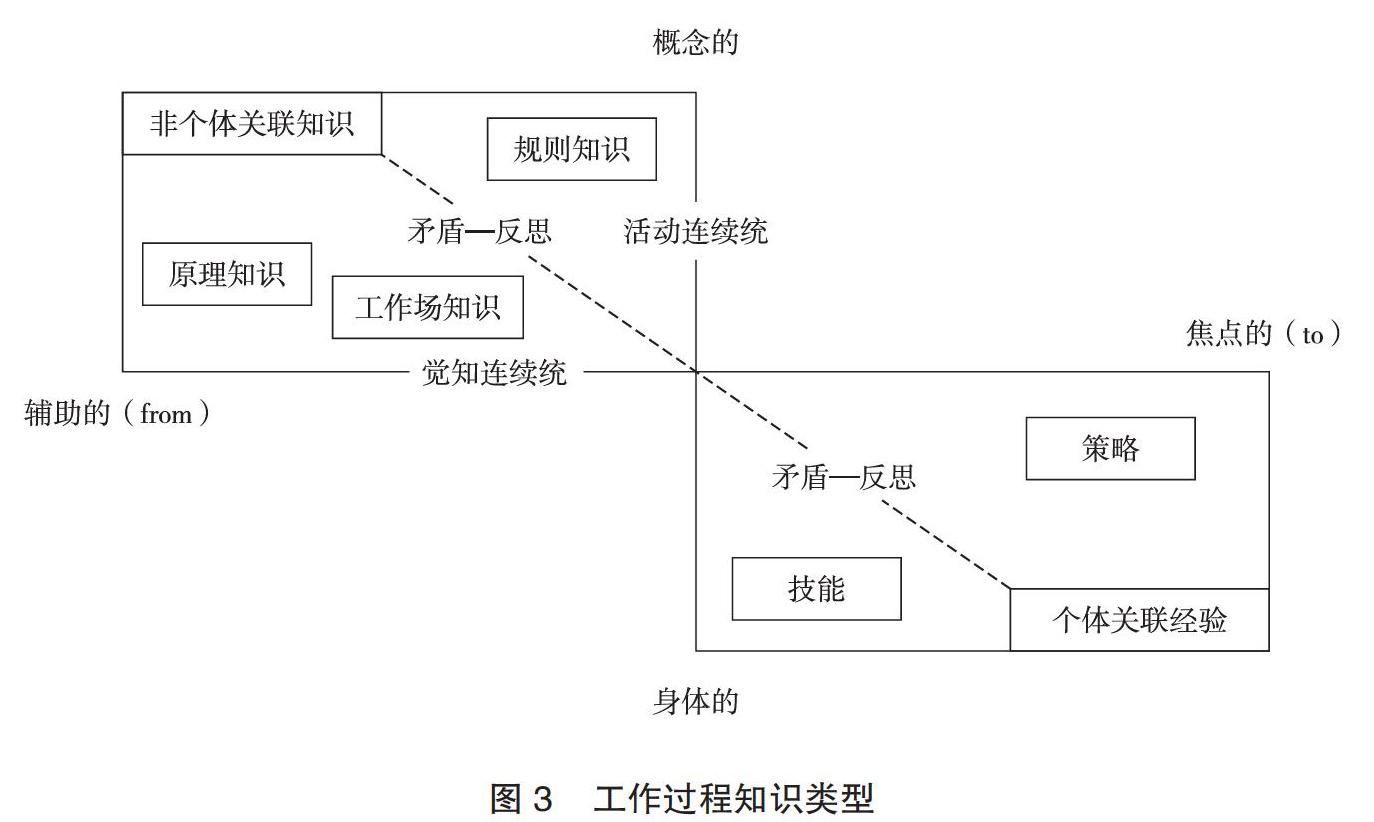 概念的
非个体关联知识
规则知识
矛盾—反思
活动连续统
原理知识
工作场知识
焦点的（to）
觉知连续统
辅助的（from）
策略
矛盾—反思
技能
个体关联经验
身体的
图 3 工作过程知识类型